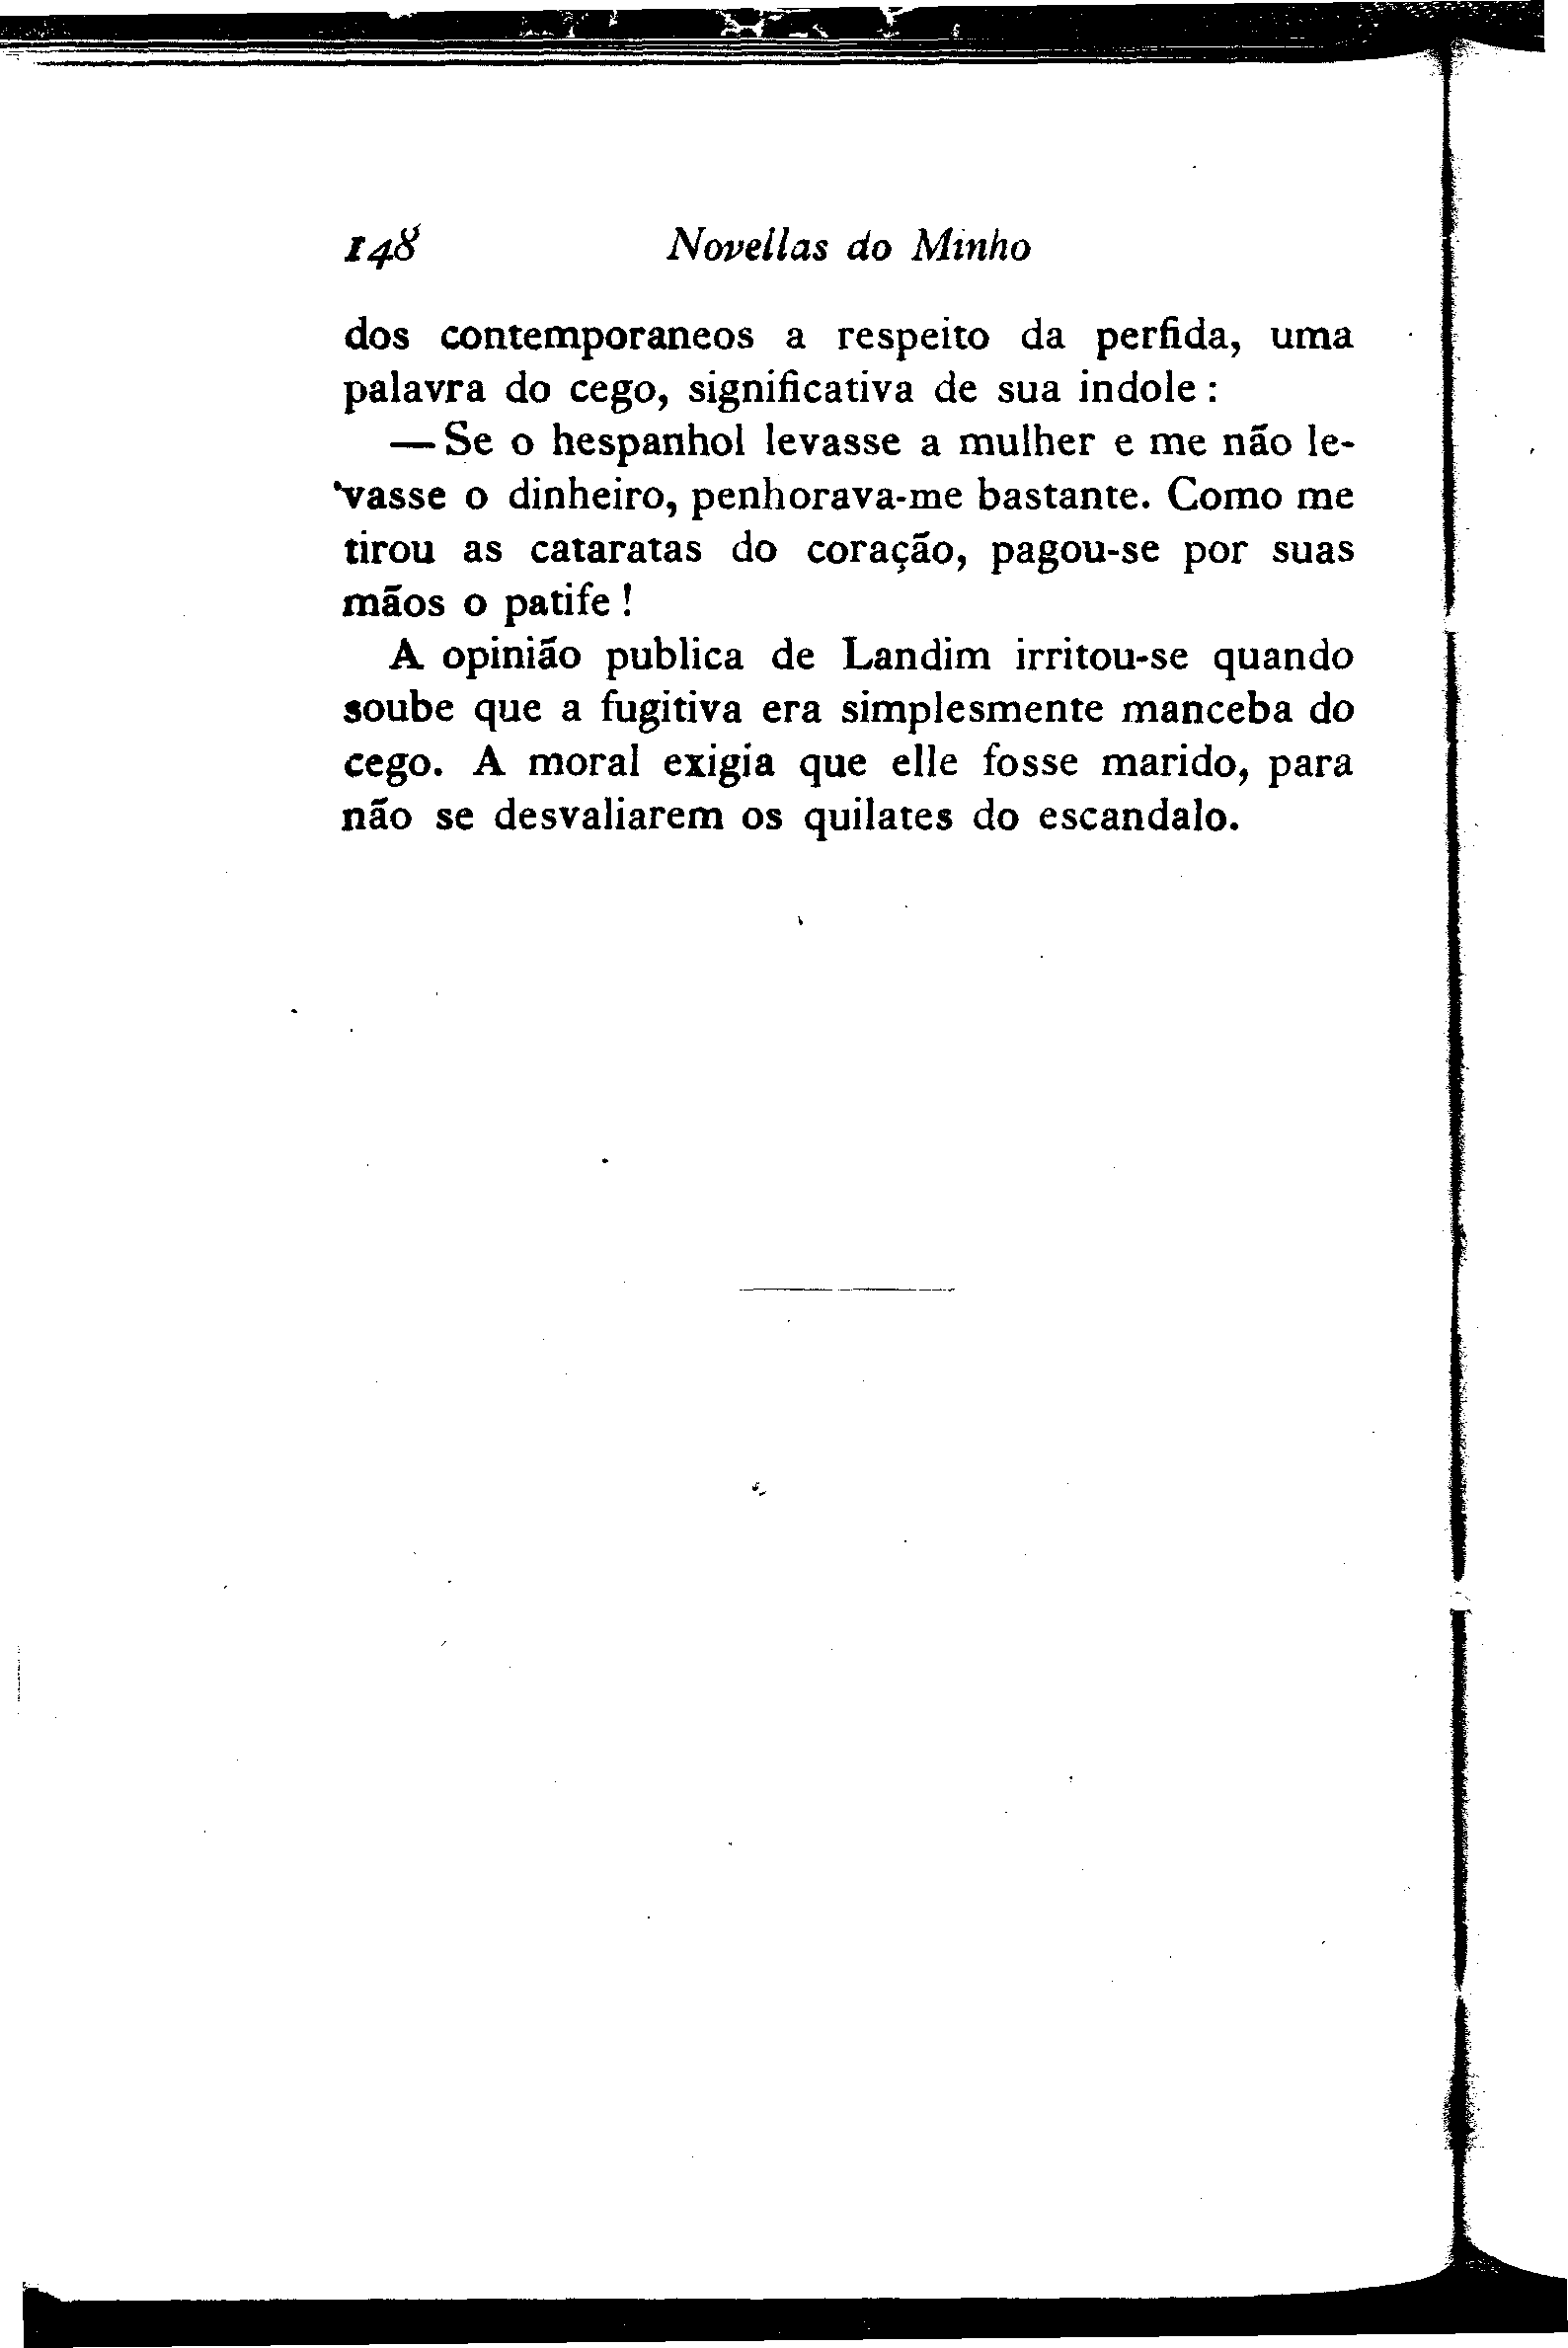 148 Novellas do Minho
dos contemporaneos a respeito da perfida, uma
palavra do cego, significativa de sua indole :
— Se o hespanhol levasse a mulher e me não le-
vasse o dinheiro, penhorava-me bastante. Como me
tirou as cataratas do coração, pagou-se por suas
mãos o patife !
A opinião publica de Landim irritou-se quando
soube que a fugitiva era simplesmente manceba do
cego. A moral exigia que elle fosse marido, para
não se desvaliarem os quilates do escandalo.